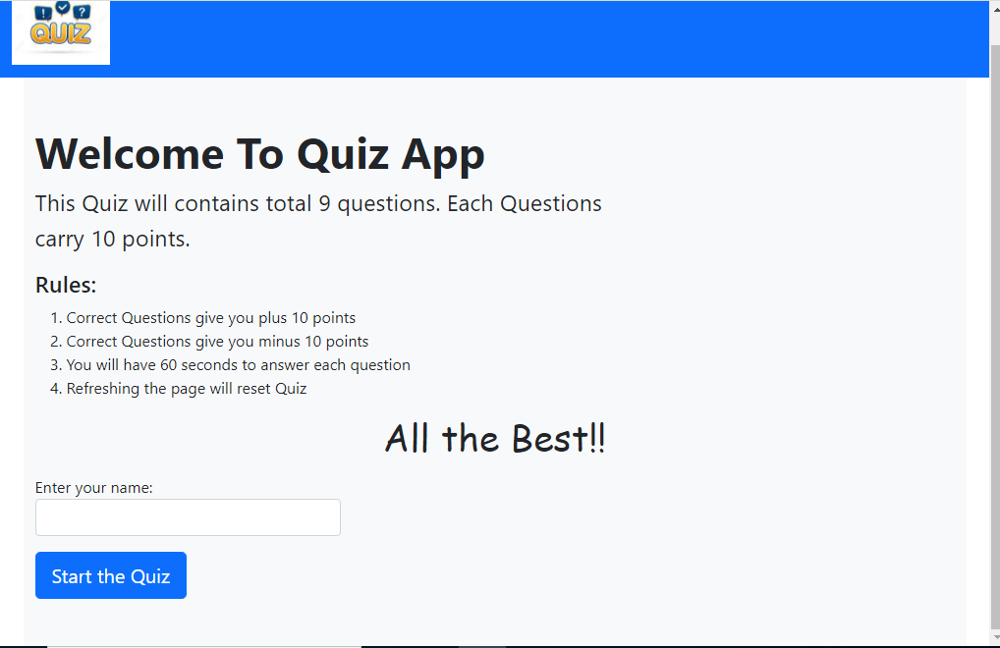 ! ?
QUIZ
Welcome To Quiz App
This Quiz will contains total 9 questions. Each Questions
carry 10 points.
Rules:
1. Correct Questions give you plus 10 points
2. Correct Questions give you minus 10 points
3. You will have 60 seconds to answer each question
4. Refreshing the page will reset Quiz
All the Best!!
Enter your name:
Start the Quiz